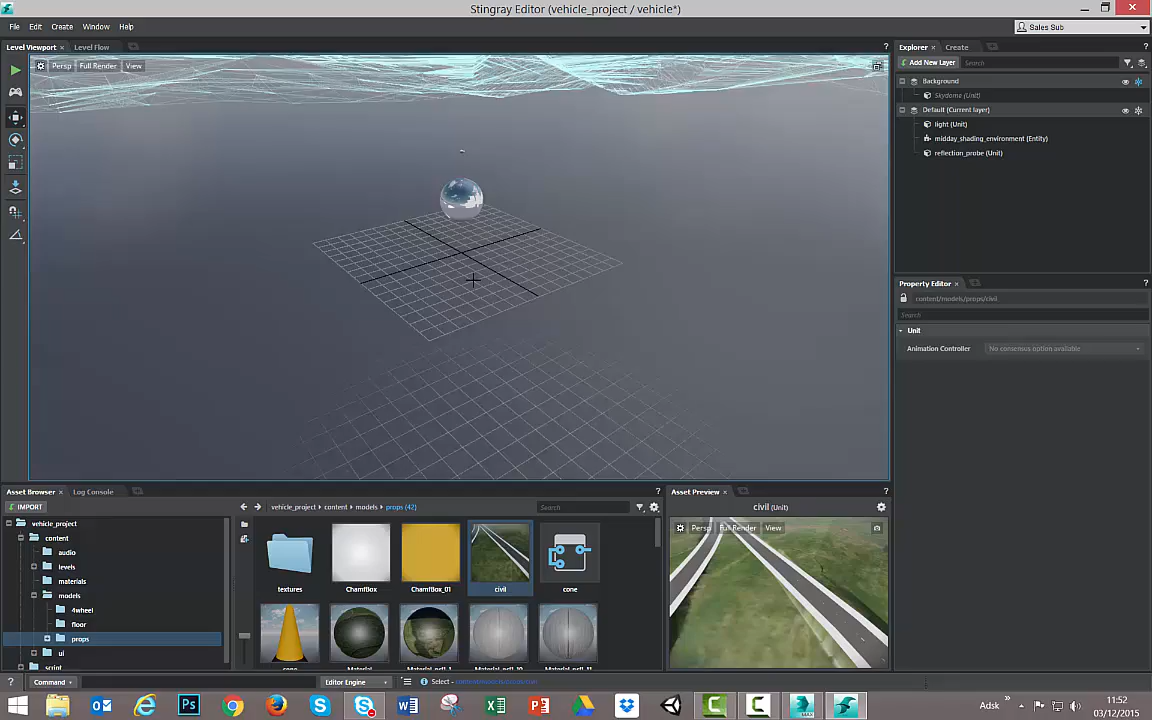 Stingray Editor (vehicle_project / vehicle*)
File Edit Create Window Help
Sales Sub
Level Viewport Level Flow
Explorer Create
Persp Full Render View
Add New Layer Search
Background
Skydome (Unit)
Default (Current layer)
light (Unit)
midday_shading_environment (Entity)
reflection_probe (Unit)
Property Editor
content/models/props/civil
Search
Unit
Animation Controller No consensus option available
Asset Browser Log Console
Asset Preview
IMPORT
vehicle_project content models props (42)
Search
civil (Unit)
vehicle_project
content
audio
levels
materials
models
4wheel
floor
props
ui
script
textures ChamfBox ChamfBox_01 civil cone
Persp Full Render View
Command
Editor Engine
Select - content/models/props/civil
Adsk
11:52
03/12/2015